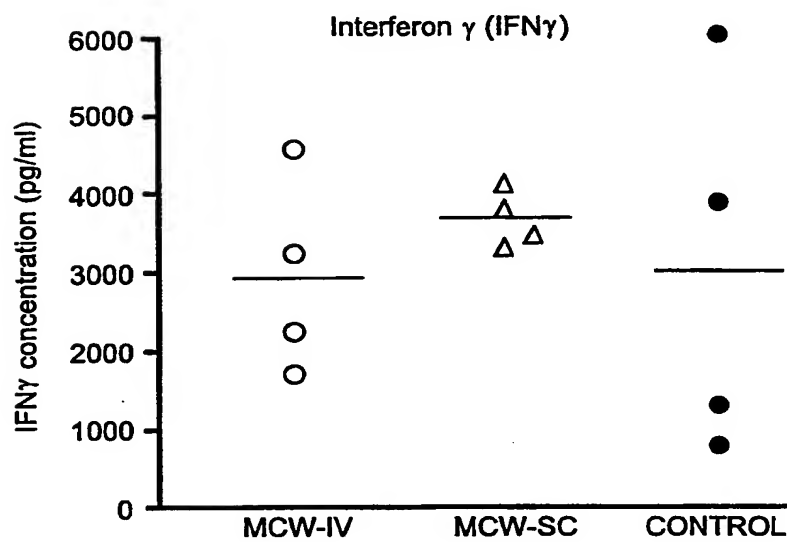 Interferon γ (IFNγ)
IFNγ concentration (pg/ml)
6000
5000
4000
3000
2000
1000
0
MCW-IV
MCW-SC
CONTROL